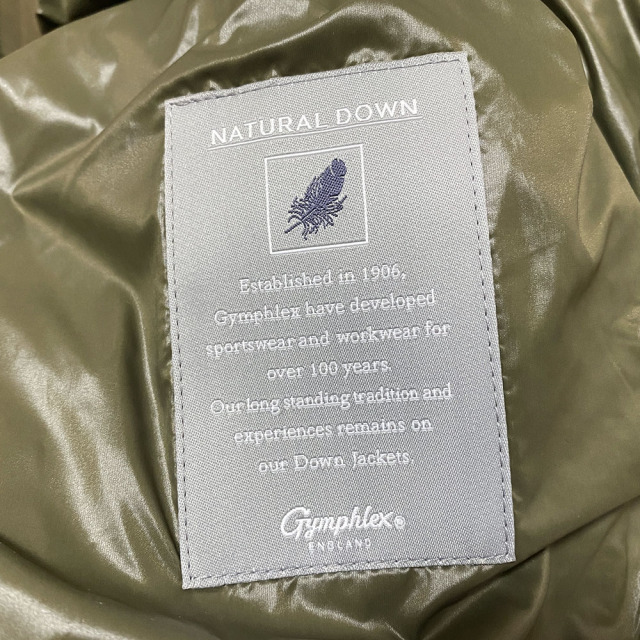 NATURAL DOWN
Established in 1906,
Gymphlex have developed
sportswear and workwear for
over 100 years.
Our long standing tradition and
experiences remains on
our Down Jackets.
Gymphlex®
ENGLAND